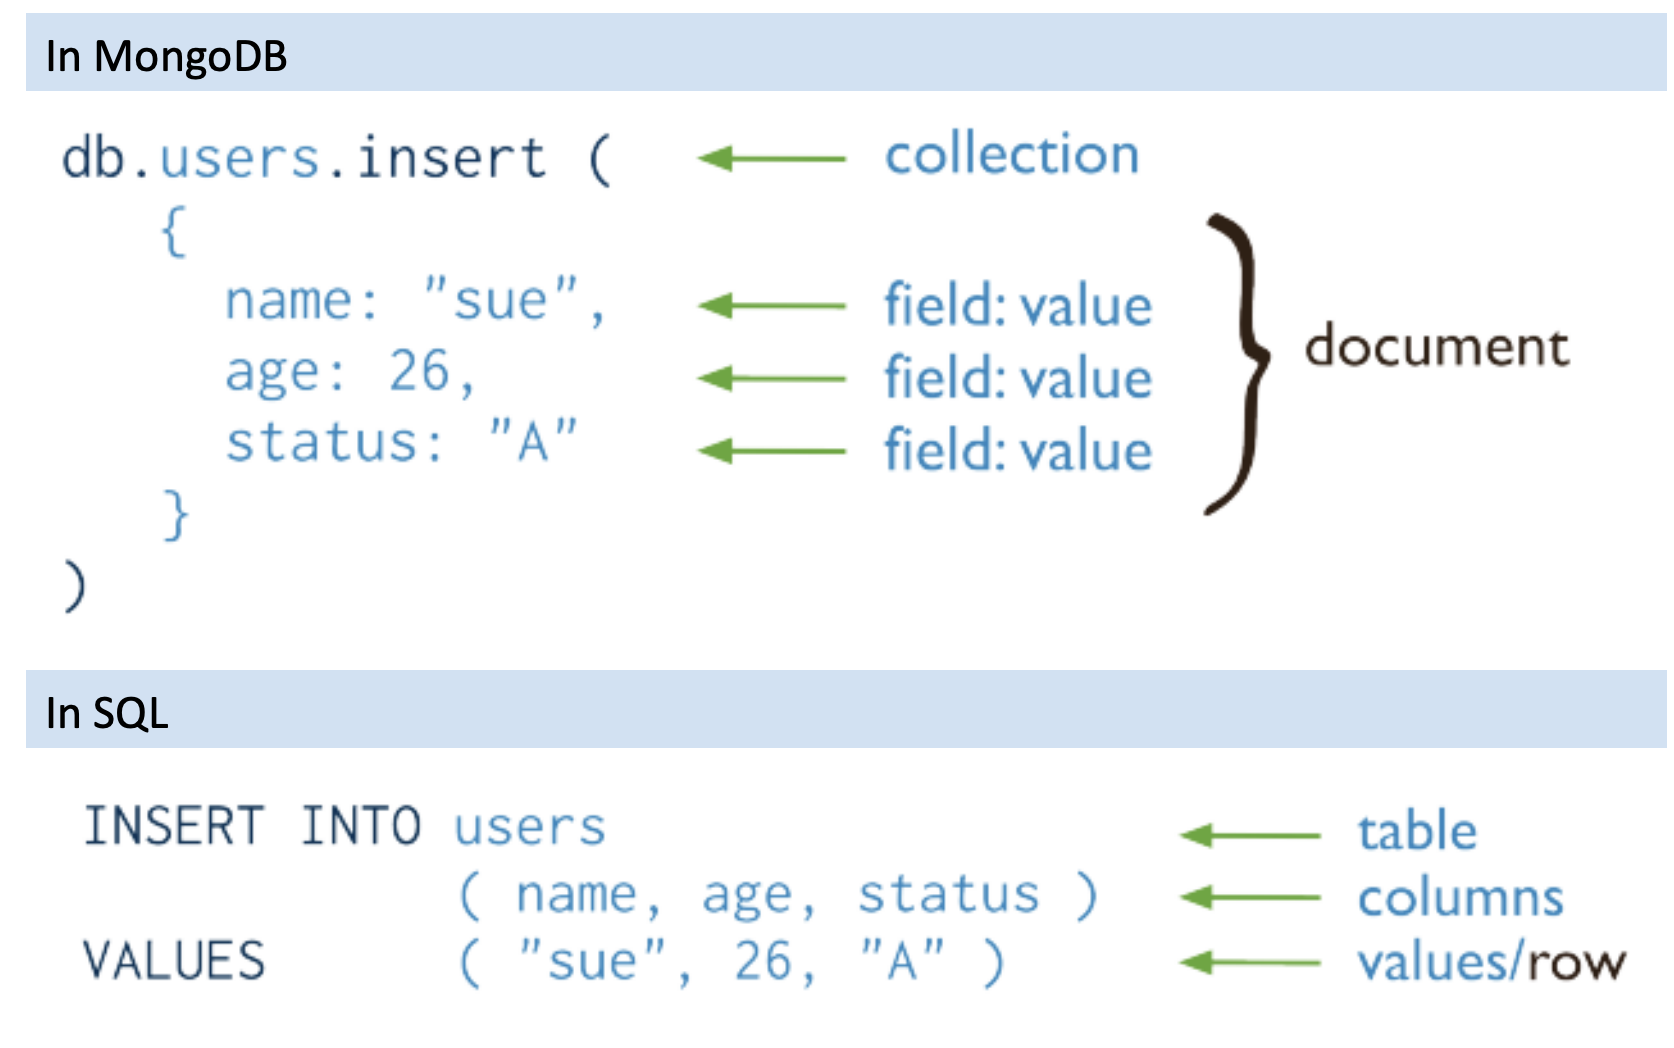 In MongoDB
db.users.insert ( collection
{
name: "sue", field: value
age: 26, field: value
status: "A" field: value
document
}
)
In SQL
INSERT INTO users table
( name, age, status ) columns
VALUES ( "sue", 26, "A" ) values/row